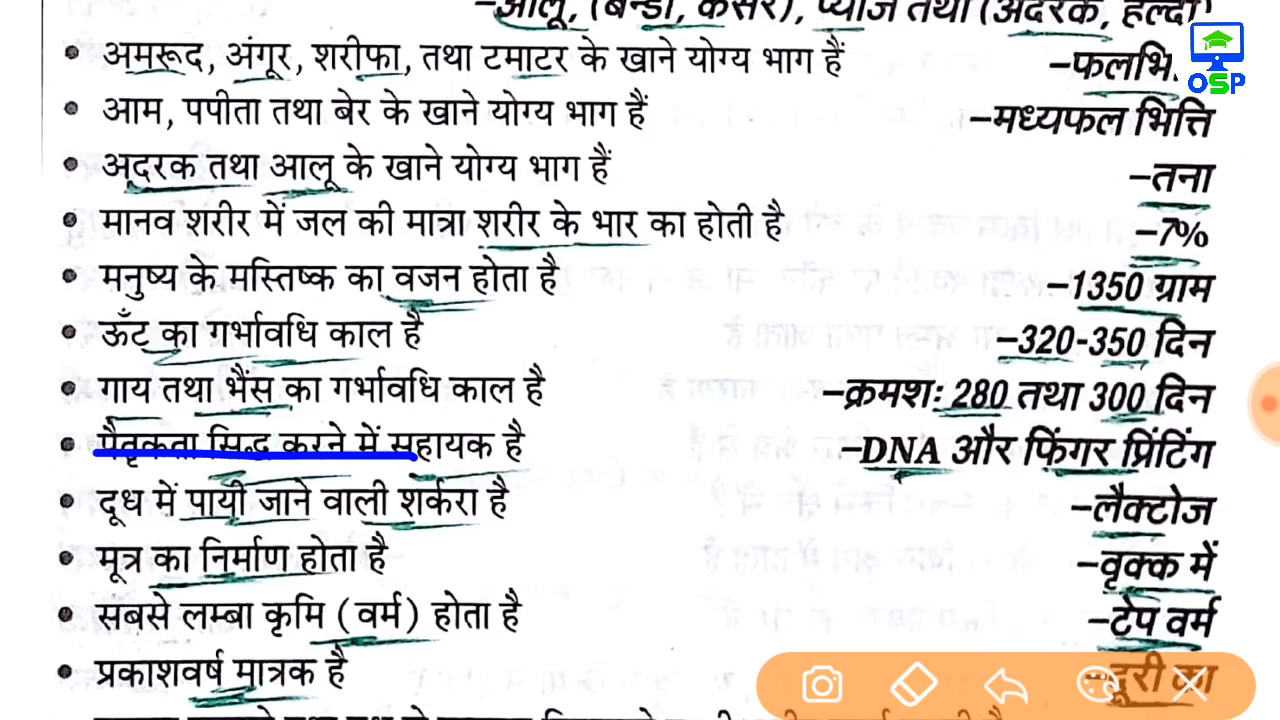 –आलू, (बन्डा, केसर), प्याज तथा (अदरक, हल्दी)
• अमरूद, अंगूर, शरीफा, तथा टमाटर के खाने योग्य भाग हैं –फलभि
• आम, पपीता तथा बेर के खाने योग्य भाग हैं –मध्यफल भित्ति
• अदरक तथा आलू के खाने योग्य भाग हैं –तना
• मानव शरीर में जल की मात्रा शरीर के भार का होती है –7%
• मनुष्य के मस्तिष्क का वजन होता है –1350 ग्राम
• ऊँट का गर्भावधि काल है –320-350 दिन
• गाय तथा भैंस का गर्भावधि काल है –क्रमशः 280 तथा 300 दिन
• पैतृकता सिद्ध करने में सहायक है –DNA और फिंगर प्रिंटिंग
• दूध में पायी जाने वाली शर्करा है –लैक्टोज
• मूत्र का निर्माण होता है –वृक्क में
• सबसे लम्बा कृमि (वर्म) होता है –टेप वर्म
• प्रकाशवर्ष मात्रक है –दूरी का
OSP